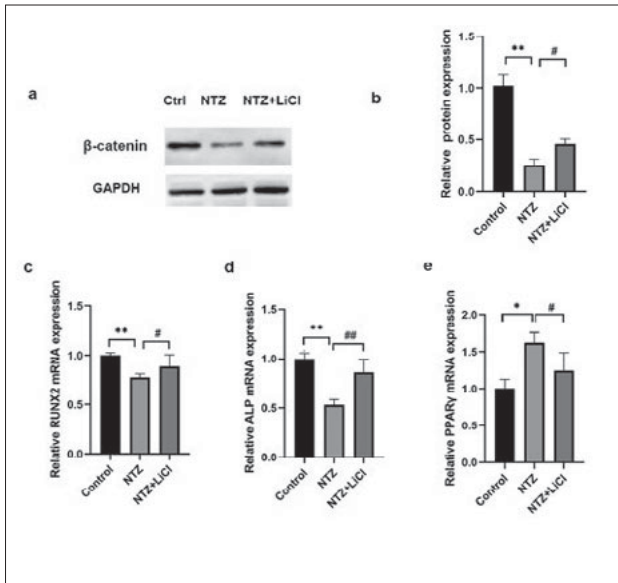 a
Ctrl NTZ NTZ+LiCl
β-catenin
GAPDH
b
Relative protein expression
1.5
1.0
0.5
0.0
** #
Control
NTZ
NTZ+LiCl
c
Relative RUNX2 mRNA expression
1.5
1.0
0.5
0.0
** #
Control
NTZ
NTZ+LiCl
d
Relative ALP mRNA expression
1.5
1.0
0.5
0.0
** ##
Control
NTZ
NTZ+LiCl
e
Relative PPARγ mRNA expression
2.0
1.5
1.0
0.5
0.0
* #
Control
NTZ
NTZ+LiCl